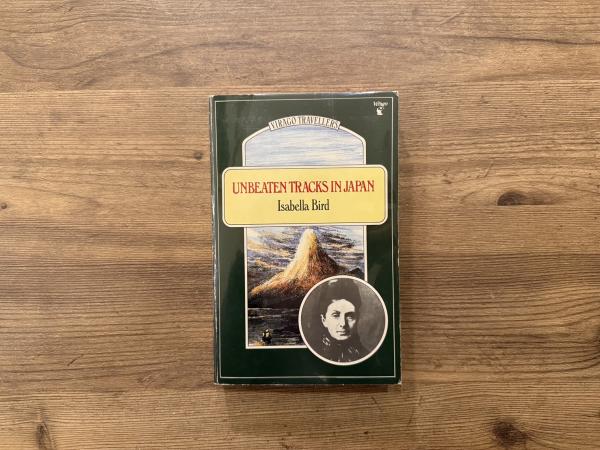 Virago
VIRAGO TRAVELLERS
UNBEATEN TRACKS IN JAPAN
Isabella Bird